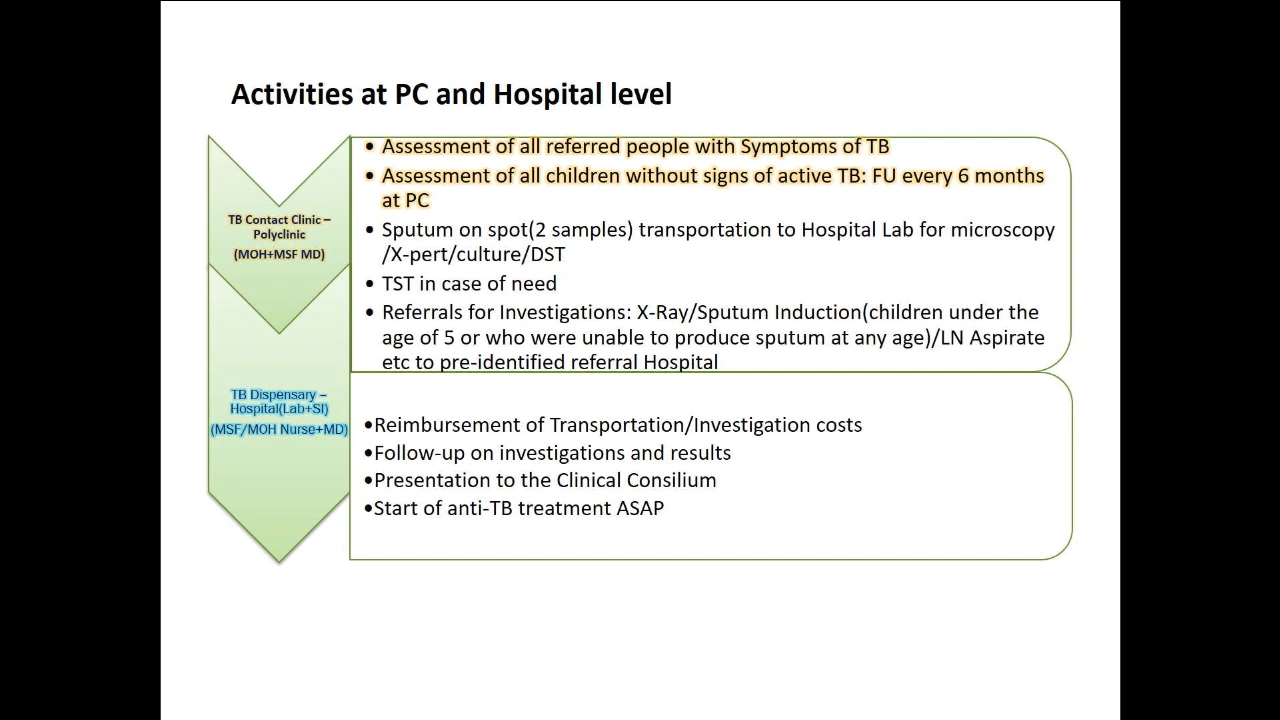 Activities at PC and Hospital level
TB Contact Clinic –
Polyclinic
(MOH+MSF MD)
• Assessment of all referred people with Symptoms of TB
• Assessment of all children without signs of active TB: FU every 6 months
at PC
• Sputum on spot(2 samples) transportation to Hospital Lab for microscopy
/X-pert/culture/DST
• TST in case of need
• Referrals for Investigations: X-Ray/Sputum Induction(children under the
age of 5 or who were unable to produce sputum at any age)/LN Aspirate
etc to pre-identified referral Hospital
TB Dispensary –
Hospital(Lab+SI)
(MSF/MOH Nurse+MD)
•Reimbursement of Transportation/Investigation costs
•Follow-up on investigations and results
•Presentation to the Clinical Consilium
•Start of anti-TB treatment ASAP